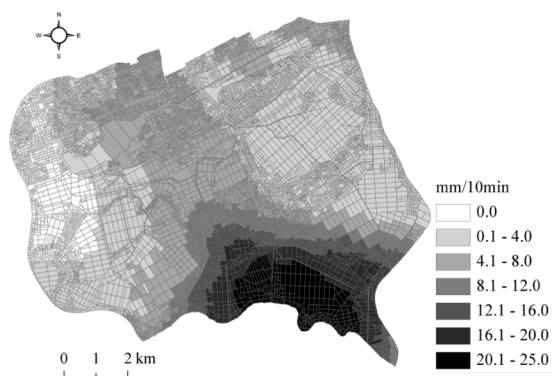 N
W E
S
mm/10min
0.0
0.1 - 4.0
4.1 - 8.0
8.1 - 12.0
12.1 - 16.0
16.1 - 20.0
20.1 - 25.0
0 1 2 km